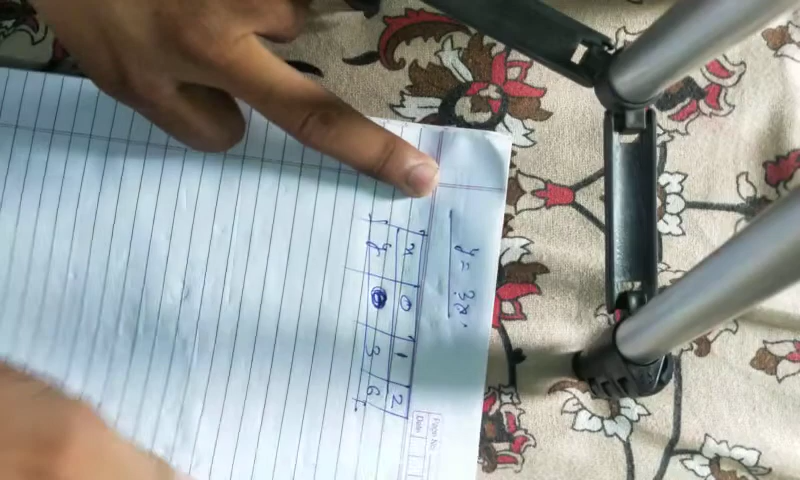 Page No.
Date
y = 3x.
x 0 1 2
y 0 3 6